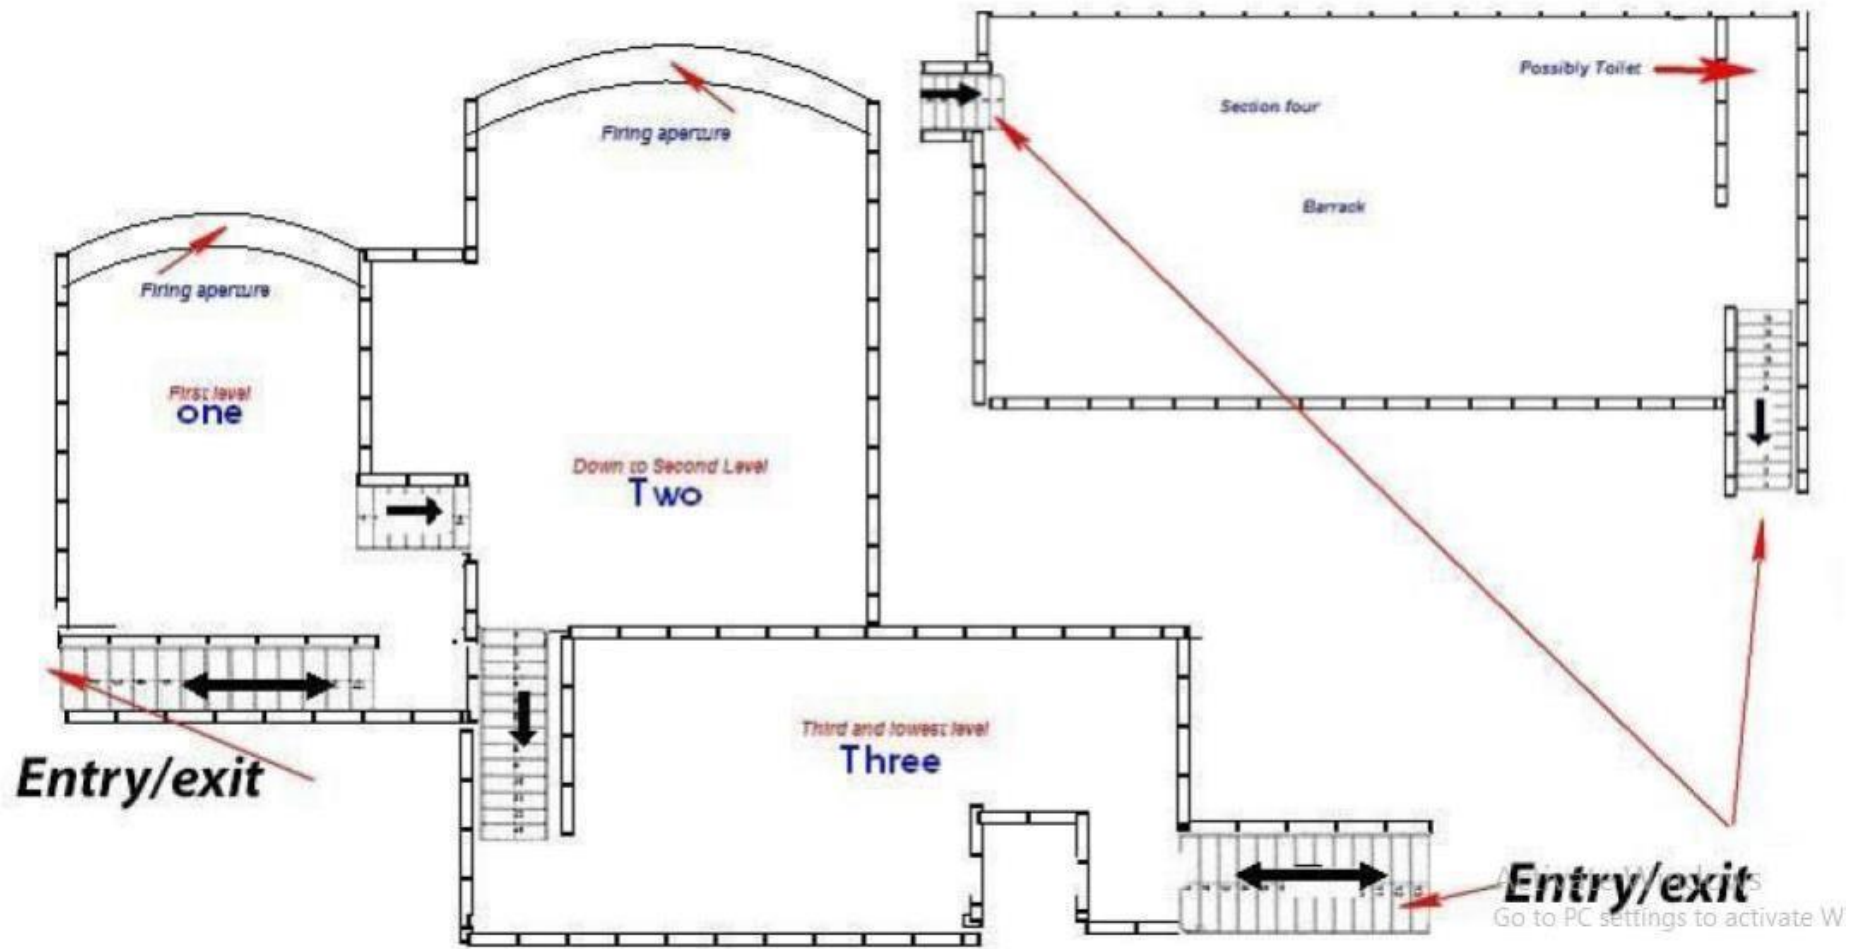 Possibly Toilet
Section four
Firing aperture
Barrack
Firing aperture
First level
one
Down to Second Level
Two
Third and lowest level
Three
Entry/exit
Entry/exit
Go to PC settings to activate W